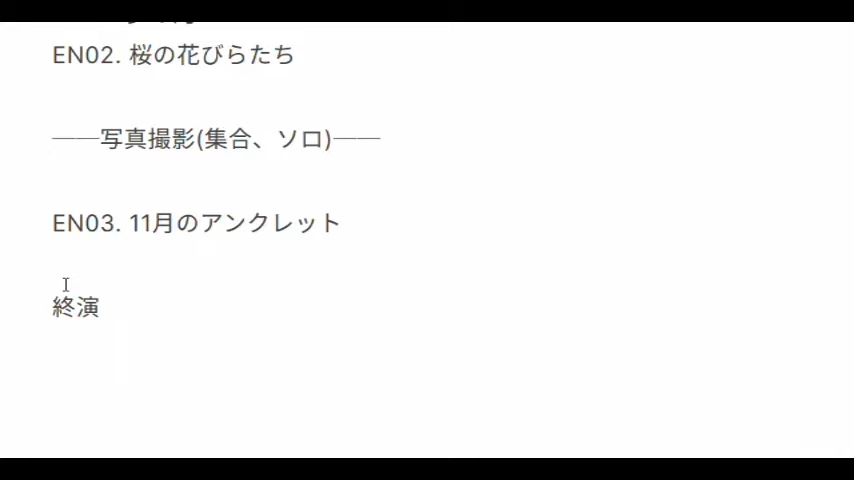 EN02. 桜の花びらたち
──写真撮影(集合、ソロ)──
EN03. 11月のアンクレット
終演